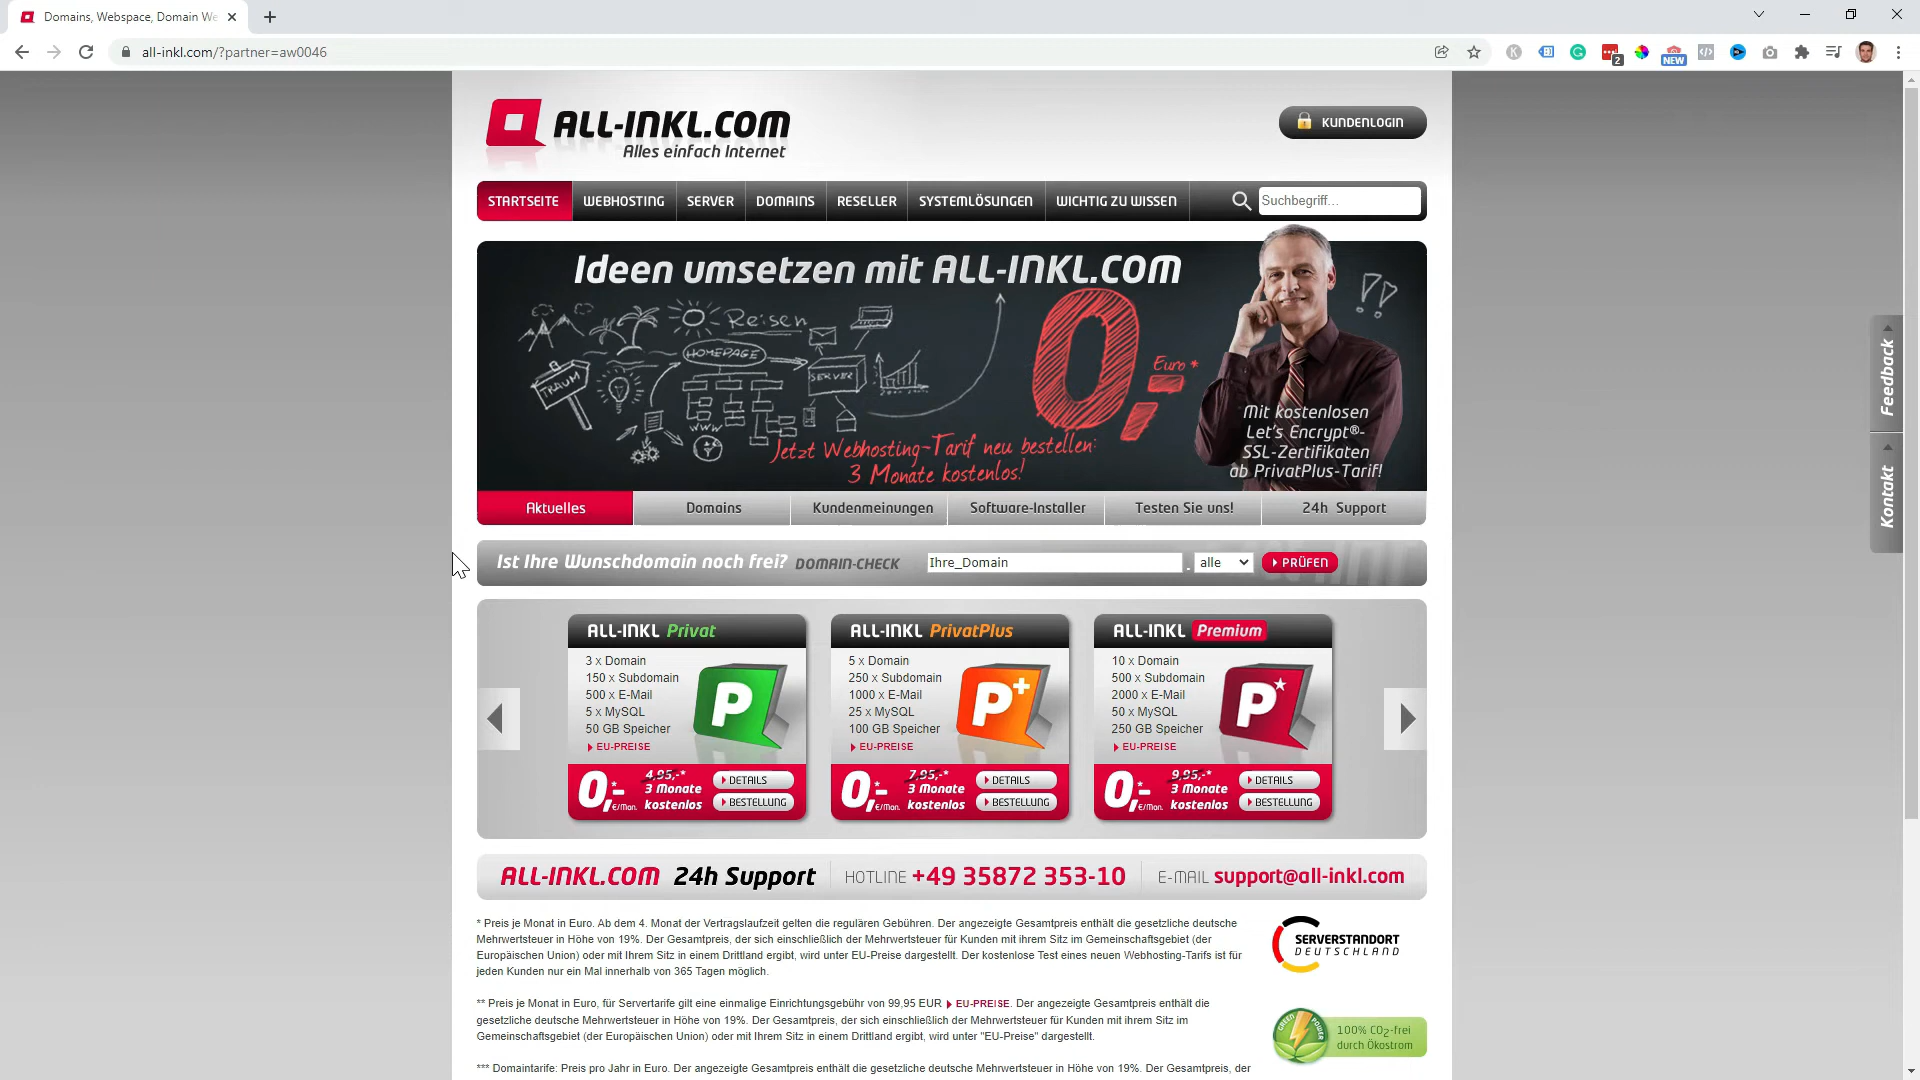 Domains, Webspace, Domain We
all-inkl.com/?partner=aw0046
2
NEW
ALL-INKL.COM
Alles einfach Internet
KUNDENLOGIN
STARTSEITE WEBHOSTING SERVER DOMAINS RESELLER SYSTEMLÖSUNGEN WICHTIG ZU WISSEN Suchbegriff...
Ideen umsetzen mit ALL-INKL.COM
Reisen
HOMEPAGE
SERVER
TRAUM
WWW
0,- Euro *
Jetzt Webhosting-Tarif neu bestellen:
3 Monate kostenlos!
Mit kostenlosen
Let's Encrypt®-
SSL-Zertifikaten
ab PrivatPlus-Tarif!
Aktuelles Domains Kundenmeinungen Software-Installer Testen Sie uns! 24h Support
Ist Ihre Wunschdomain noch frei? DOMAIN-CHECK Ihre_Domain . alle PRÜFEN
ALL-INKL Privat
3 x Domain
150 x Subdomain
500 x E-Mail
5 x MySQL
50 GB Speicher
EU-PREISE
P
0,-* €/Mon.
4,95,-*
3 Monate
kostenlos
DETAILS
BESTELLUNG
ALL-INKL PrivatPlus
5 x Domain
250 x Subdomain
1000 x E-Mail
25 x MySQL
100 GB Speicher
EU-PREISE
P+
0,-* €/Mon.
7,95,-*
3 Monate
kostenlos
DETAILS
BESTELLUNG
ALL-INKL Premium
10 x Domain
500 x Subdomain
2000 x E-Mail
50 x MySQL
250 GB Speicher
EU-PREISE
P
0,-* €/Mon.
9,95,-*
3 Monate
kostenlos
DETAILS
BESTELLUNG
ALL-INKL.COM 24h Support HOTLINE +49 35872 353-10 E-MAIL support@all-inkl.com
* Preis je Monat in Euro. Ab dem 4. Monat der Vertragslaufzeit gelten die regulären Gebühren. Der angezeigte Gesamtpreis enthält die gesetzliche deutsche
Mehrwertsteuer in Höhe von 19%. Der Gesamtpreis, der sich einschließlich der Mehrwertsteuer für Kunden mit ihrem Sitz im Gemeinschaftsgebiet (der
Europäischen Union) oder mit Ihrem Sitz in einem Drittland ergibt, wird unter EU-Preise dargestellt. Der kostenlose Test eines neuen Webhosting-Tarifs ist für
jeden Kunden nur ein Mal innerhalb von 365 Tagen möglich.
** Preis je Monat in Euro, für Servertarife gilt eine einmalige Einrichtungsgebühr von 99,95 EUR EU-PREISE. Der angezeigte Gesamtpreis enthält die
gesetzliche deutsche Mehrwertsteuer in Höhe von 19%. Der Gesamtpreis, der sich einschließlich der Mehrwertsteuer für Kunden mit ihrem Sitz im
Gemeinschaftsgebiet (der Europäischen Union) oder mit Ihrem Sitz in einem Drittland ergibt, wird unter "EU-Preise" dargestellt.
*** Domaintarife: Preis pro Jahr in Euro. Der angezeigte Gesamtpreis enthält die gesetzliche deutsche Mehrwertsteuer in Höhe von 19%. Der Gesamtpreis, der
SERVERSTANDORT
DEUTSCHLAND
GREEN POWER
100% CO2-frei
durch Ökostrom
Feedback
Kontakt